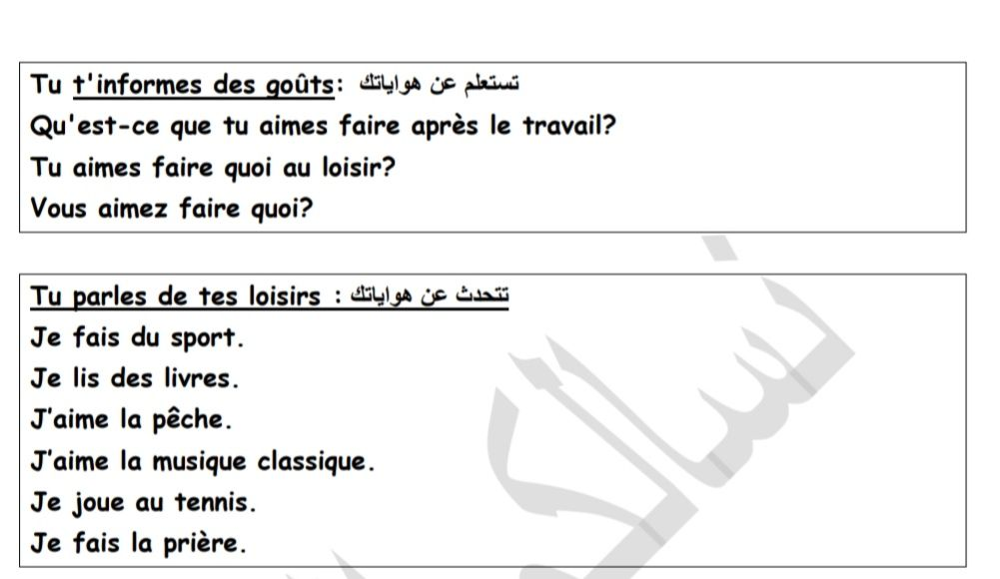 Tu t'informes des goûts: تستعلم عن هواياتك
Qu'est-ce que tu aimes faire après le travail?
Tu aimes faire quoi au loisir?
Vous aimez faire quoi?
Tu parles de tes loisirs : تتحدث عن هواياتك
Je fais du sport.
Je lis des livres.
J'aime la pêche.
J'aime la musique classique.
Je joue au tennis.
Je fais la prière.